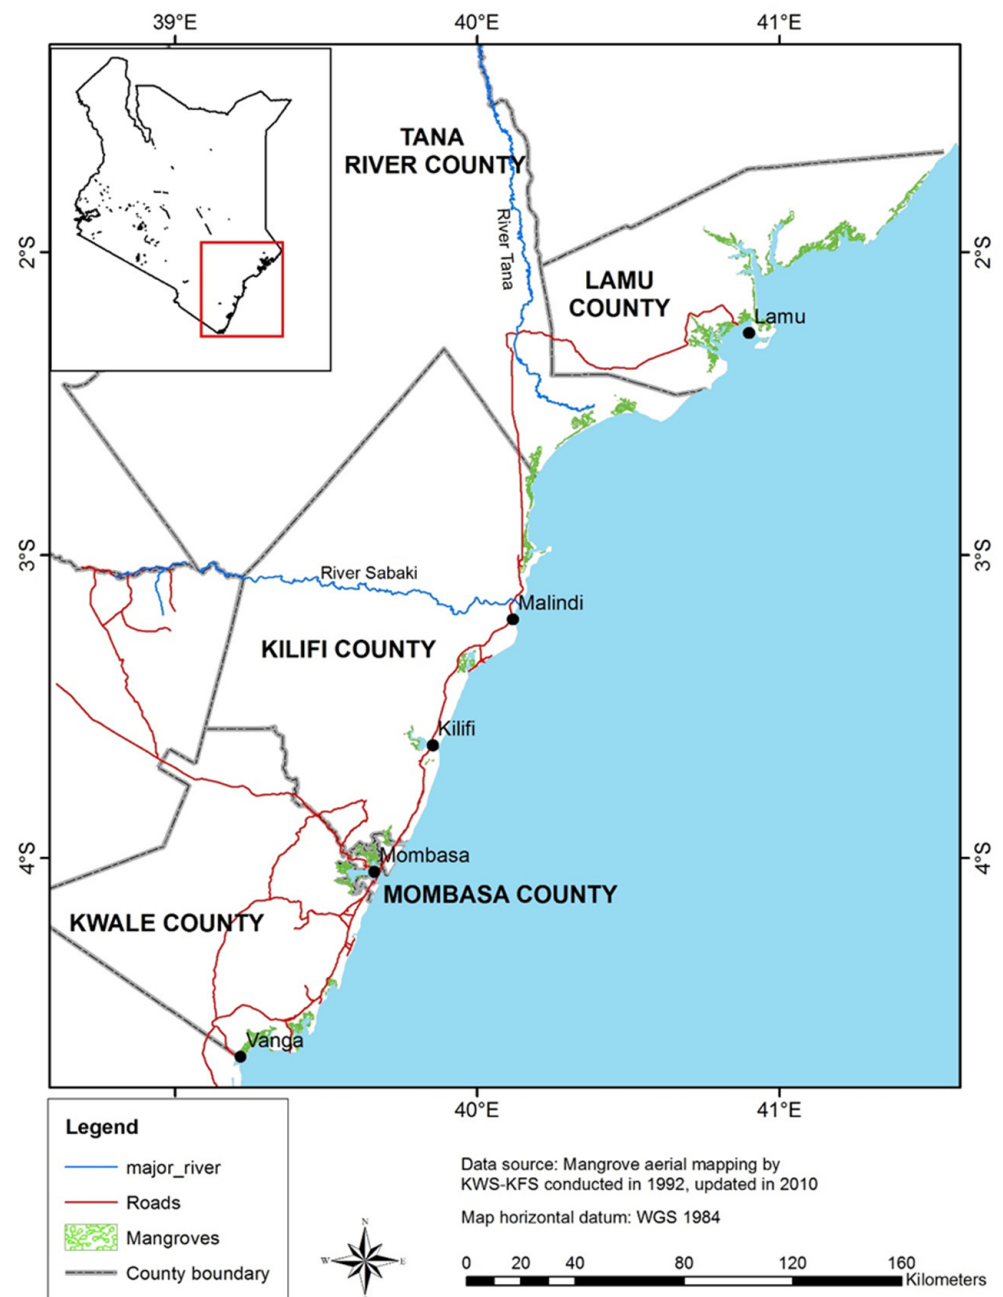 39°E
40°E
41°E
TANA
RIVER COUNTY
River Tana
2°S
2°S
LAMU
COUNTY
Lamu
3°S
3°S
River Sabaki
Malindi
KILIFI COUNTY
Kilifi
4°S
4°S
Mombasa
MOMBASA COUNTY
KWALE COUNTY
Vanga
40°E
41°E
Legend
major_river
Roads
Mangroves
County boundary
Data source: Mangrove aerial mapping by
KWS-KFS conducted in 1992, updated in 2010
Map horizontal datum: WGS 1984
N
W
E
S
0 20 40 80 120 160
Kilometers